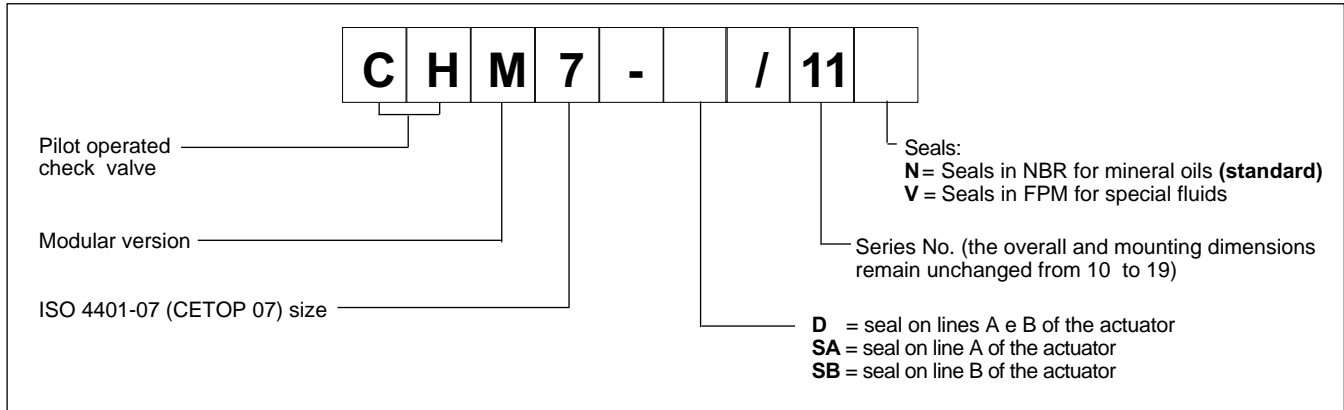 C H M 7 - / 11
Pilot operated
check valve
Seals:
N = Seals in NBR for mineral oils (standard)
V = Seals in FPM for special fluids
Modular version
Series No. (the overall and mounting dimensions
remain unchanged from 10 to 19)
ISO 4401-07 (CETOP 07) size
D = seal on lines A e B of the actuator
SA = seal on line A of the actuator
SB = seal on line B of the actuator